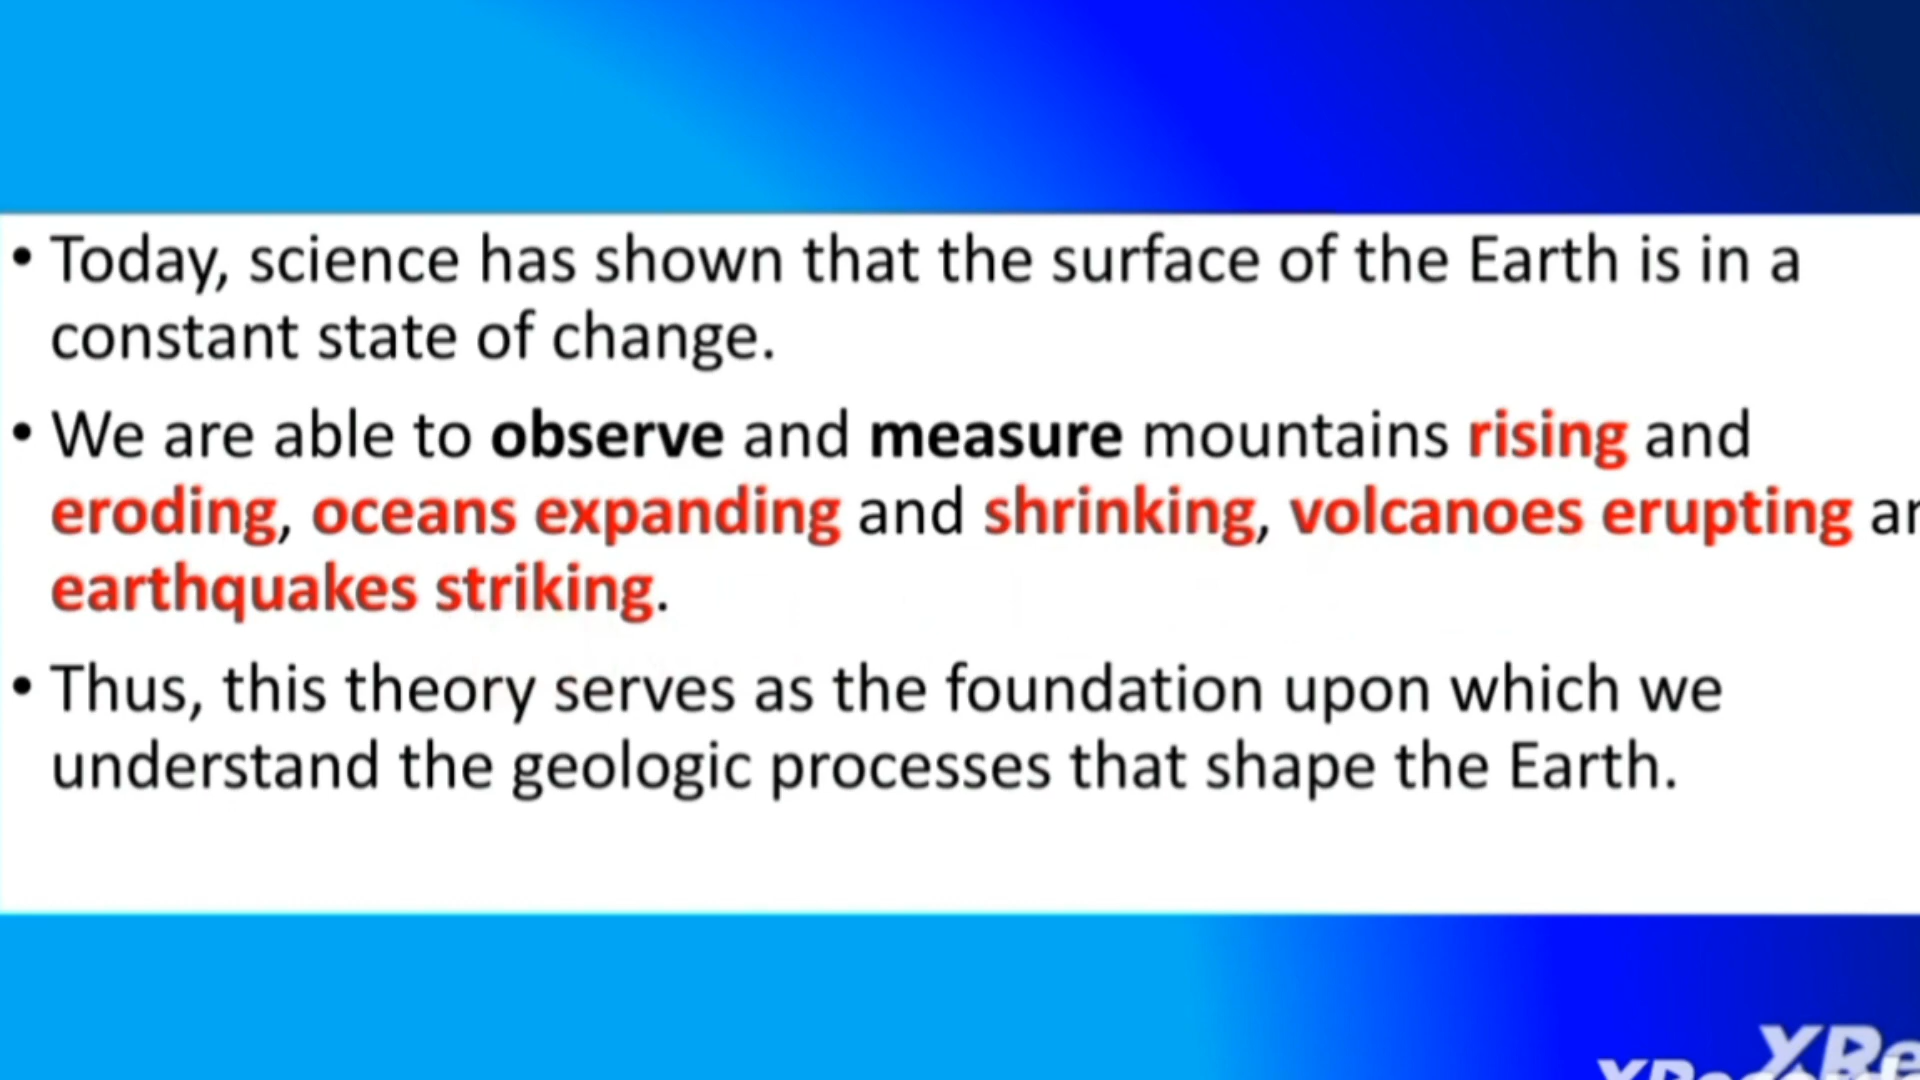 • Today, science has shown that the surface of the Earth is in a
constant state of change.
• We are able to observe and measure mountains rising and
eroding, oceans expanding and shrinking, volcanoes erupting
earthquakes striking.
• Thus, this theory serves as the foundation upon which we
understand the geologic processes that shape the Earth.